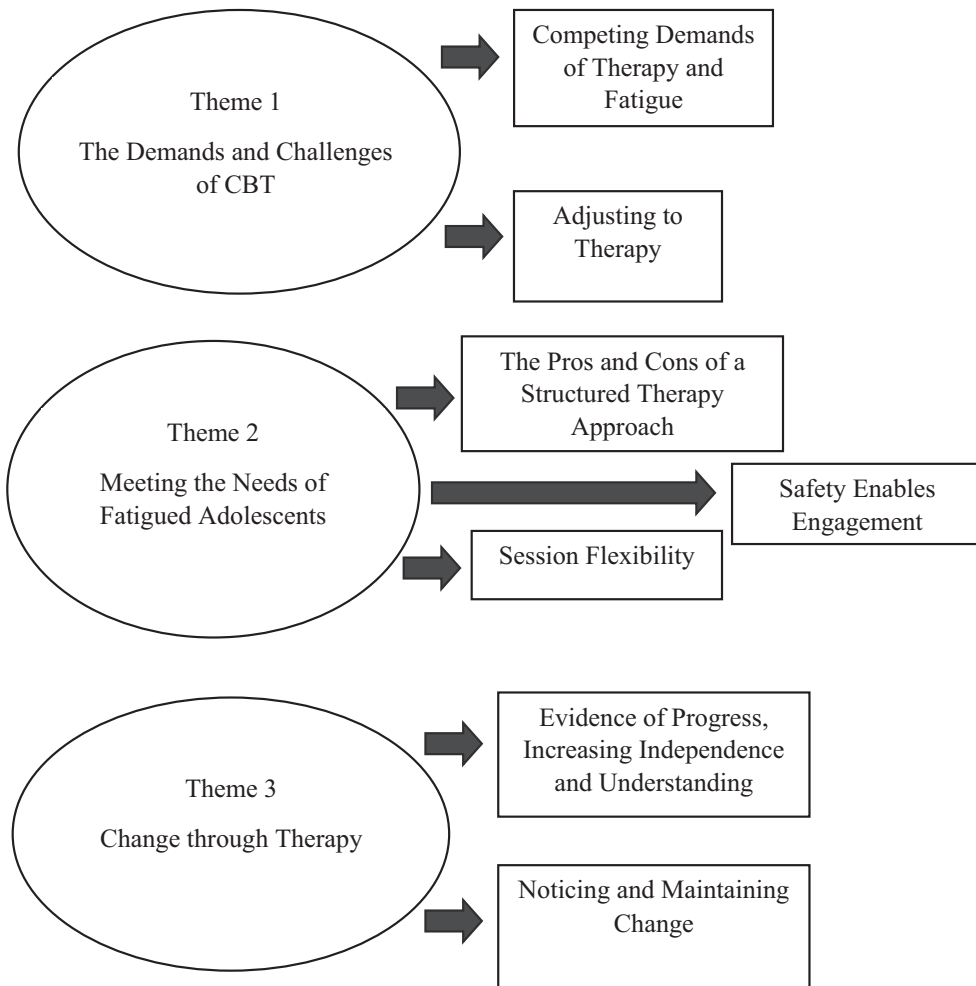 Theme 1
The Demands and Challenges
of CBT
Competing Demands
of Therapy and
Fatigue
Adjusting to
Therapy
Theme 2
Meeting the Needs of
Fatigued Adolescents
The Pros and Cons of a
Structured Therapy
Approach
Safety Enables
Engagement
Session Flexibility
Theme 3
Change through Therapy
Evidence of Progress,
Increasing Independence
and Understanding
Noticing and Maintaining
Change